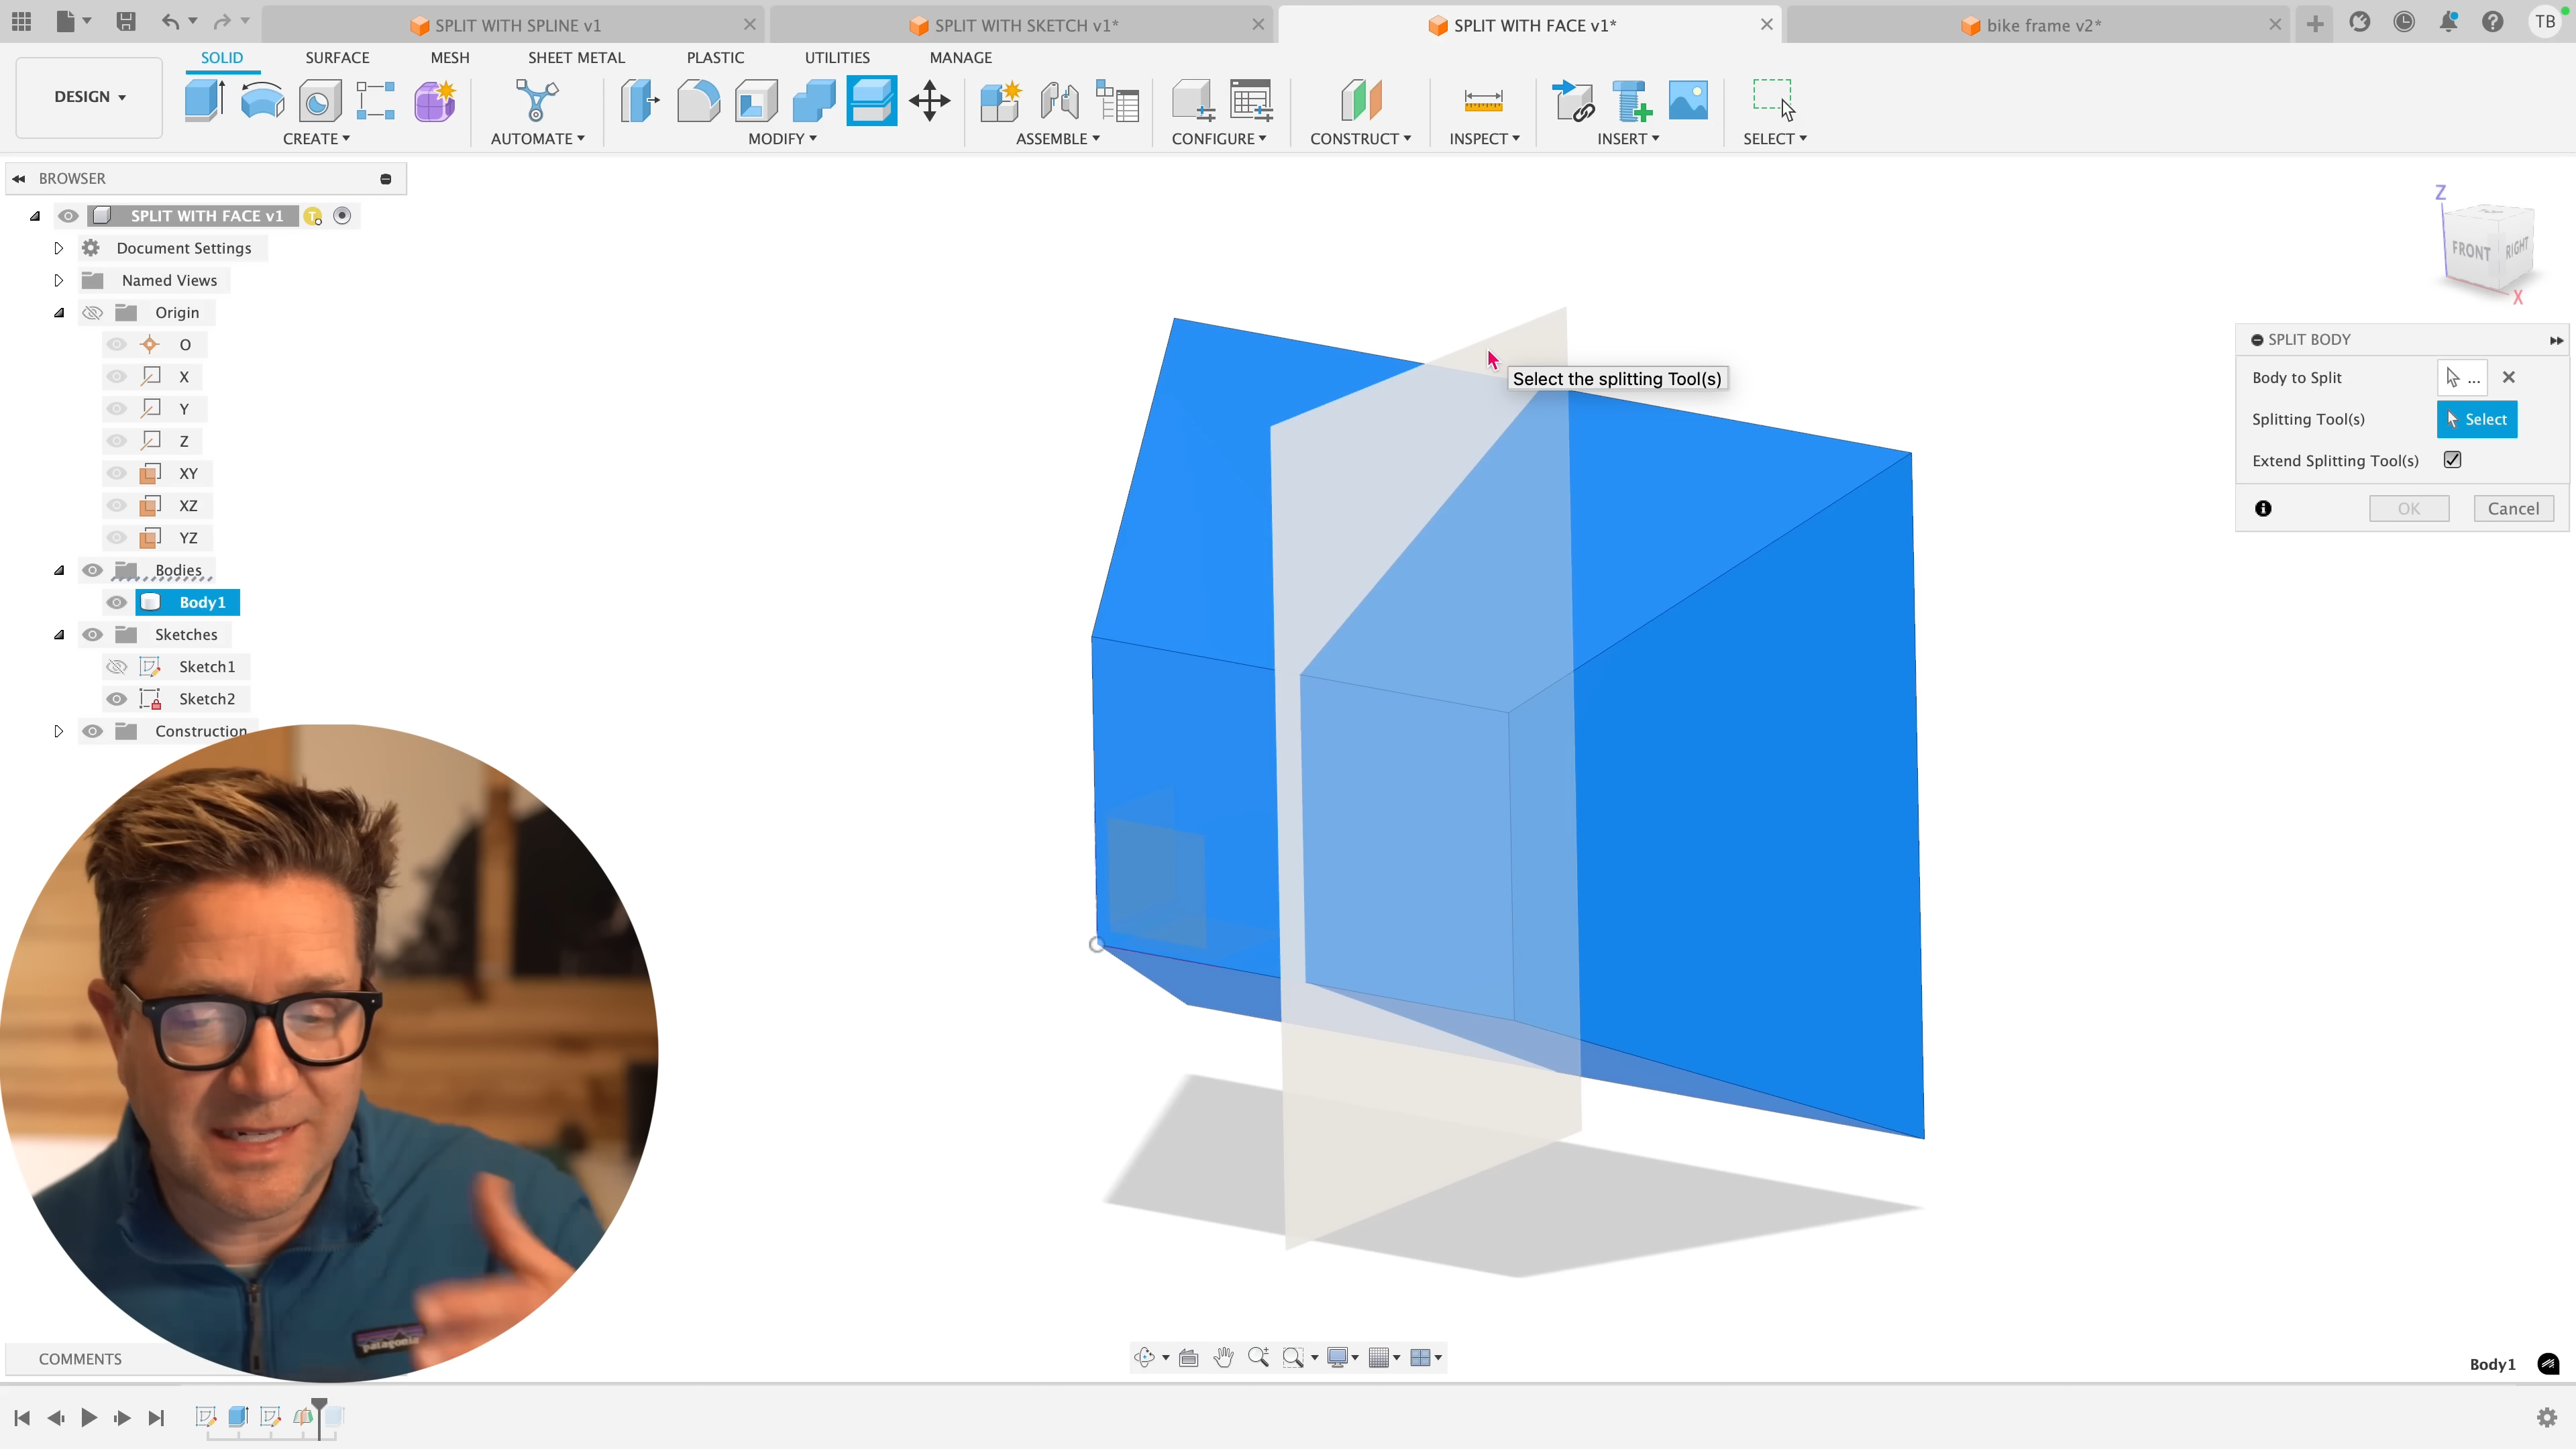 SPLIT WITH SPLINE v1
SPLIT WITH SKETCH v1*
SPLIT WITH FACE v1*
bike frame v2*
TB
SOLID
SURFACE
MESH
SHEET METAL
PLASTIC
UTILITIES
MANAGE
DESIGN
CREATE
AUTOMATE
MODIFY
ASSEMBLE
CONFIGURE
CONSTRUCT
INSPECT
INSERT
SELECT
BROWSER
SPLIT WITH FACE v1
Document Settings
Named Views
Origin
O
X
Y
Z
XY
XZ
YZ
Bodies
Body1
Sketches
Sketch1
Sketch2
Construction
Z
FRONT
RIGHT
X
SPLIT BODY
Body to Split
...
Splitting Tool(s)
Select
Extend Splitting Tool(s)
OK
Cancel
Select the splitting Tool(s)
patagonia
COMMENTS
Body1